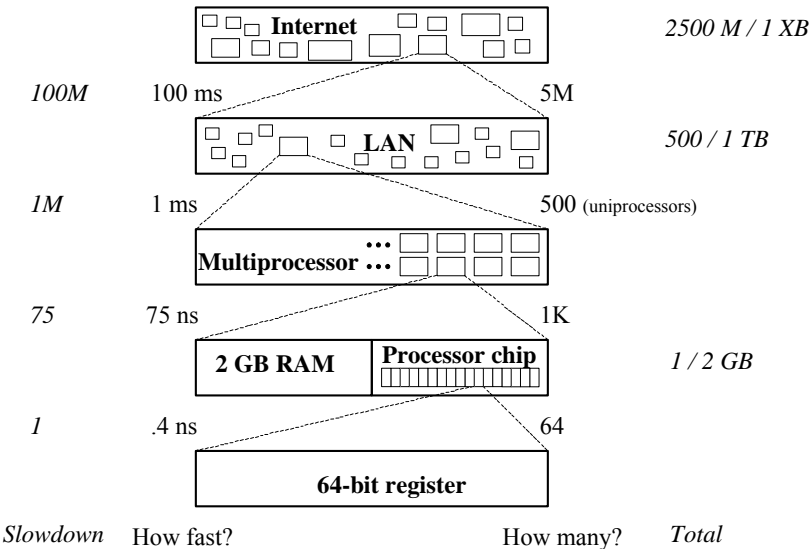 Internet 2500 M / 1 XB
100M 100 ms 5M
LAN 500 / 1 TB
1M 1 ms 500 (uniprocessors)
Multiprocessor
75 75 ns 1K
2 GB RAM Processor chip 1 / 2 GB
1 .4 ns 64
64-bit register
Slowdown How fast? How many? Total